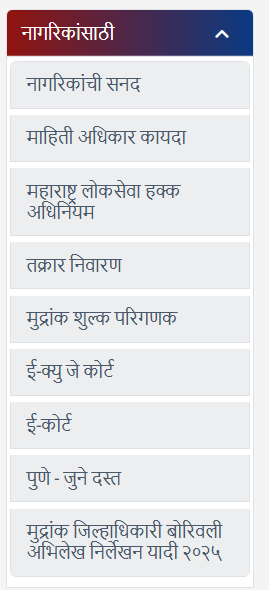 नागरिकांसाठी
नागरिकांची सनद
माहिती अधिकार कायदा
महाराष्ट्र लोकसेवा हक्क
अधिनियम
तक्रार निवारण
मुद्रांक शुल्क परिगणक
ई-क्यु जे कोर्ट
ई-कोर्ट
पुणे - जुने दस्त
मुद्रांक जिल्हाधिकारी बोरिवली
अभिलेख निर्लेखन यादी २०२५